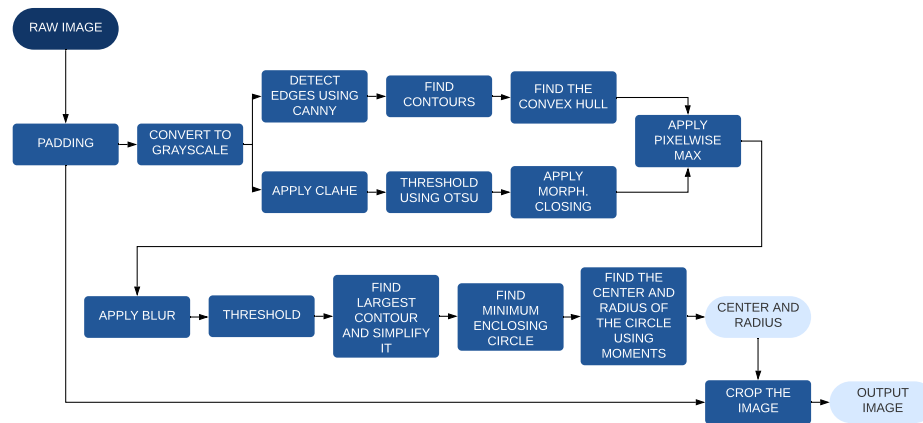 RAW IMAGE
PADDING
CONVERT TO
GRAYSCALE
DETECT
EDGES USING
CANNY
FIND
CONTOURS
FIND THE
CONVEX HULL
APPLY CLAHE
THRESHOLD
USING OTSU
APPLY
MORPH.
CLOSING
APPLY
PIXELWISE
MAX
APPLY BLUR
THRESHOLD
FIND
LARGEST
CONTOUR
AND SIMPLIFY
IT
FIND
MINIMUM
ENCLOSING
CIRCLE
FIND THE
CENTER AND
RADIUS OF
THE CIRCLE
USING
MOMENTS
CENTER AND
RADIUS
CROP THE
IMAGE
OUTPUT
IMAGE